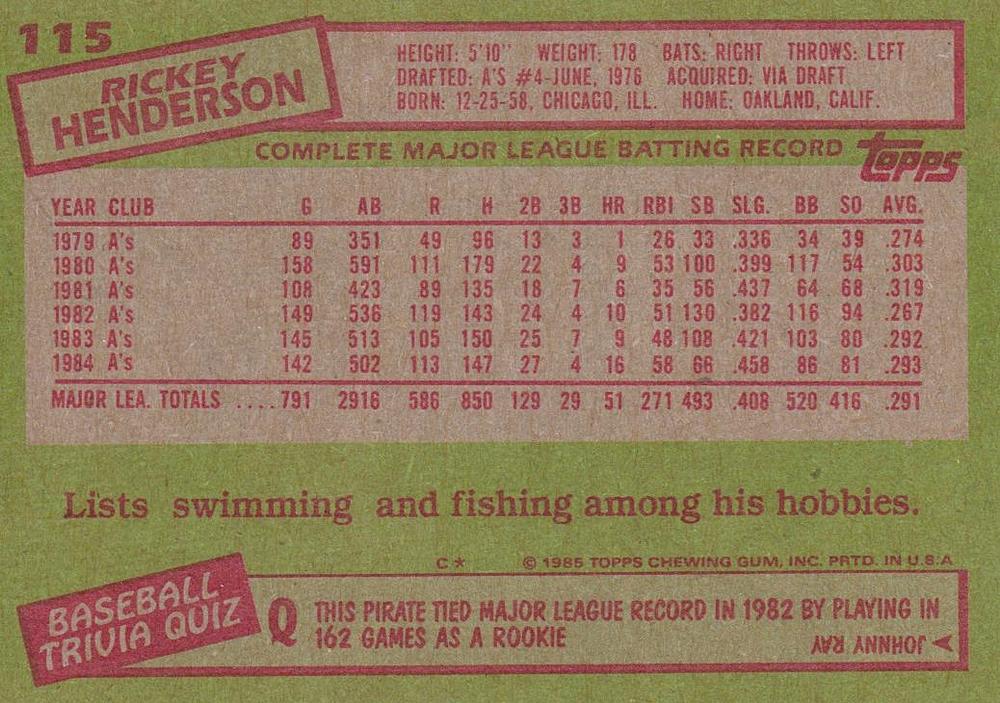 115
RICKEY
HENDERSON
HEIGHT: 5'10" WEIGHT: 178 BATS: RIGHT THROWS: LEFT
DRAFTED: A'S #4-JUNE, 1976 ACQUIRED: VIA DRAFT
BORN: 12-25-58, CHICAGO, ILL. HOME: OAKLAND, CALIF.
COMPLETE MAJOR LEAGUE BATTING RECORD topps
YEAR CLUB G AB R H 2B 3B HR RBI SB SLG. BB SO AVG.
1979 A's 89 351 49 96 13 3 1 26 33 .336 34 39 .274
1980 A's 158 591 111 179 22 4 9 53 100 .399 117 54 .303
1981 A's 108 423 89 135 18 7 6 35 56 .437 64 68 .319
1982 A's 149 536 119 143 24 4 10 51 130 .382 116 94 .267
1983 A's 145 513 105 150 25 7 9 48 108 .421 103 80 .292
1984 A's 142 502 113 147 27 4 16 58 66 .458 86 81 .293
MAJOR LEA. TOTALS ....791 2916 586 850 129 29 51 271 493 .408 520 416 .291
Lists swimming and fishing among his hobbies.
C* © 1985 TOPPS CHEWING GUM, INC. PRTD. IN U.S.A
BASEBALL
TRIVIA QUIZ
Q THIS PIRATE TIED MAJOR LEAGUE RECORD IN 1982 BY PLAYING IN
162 GAMES AS A ROOKIE
A JOHNNY RAY